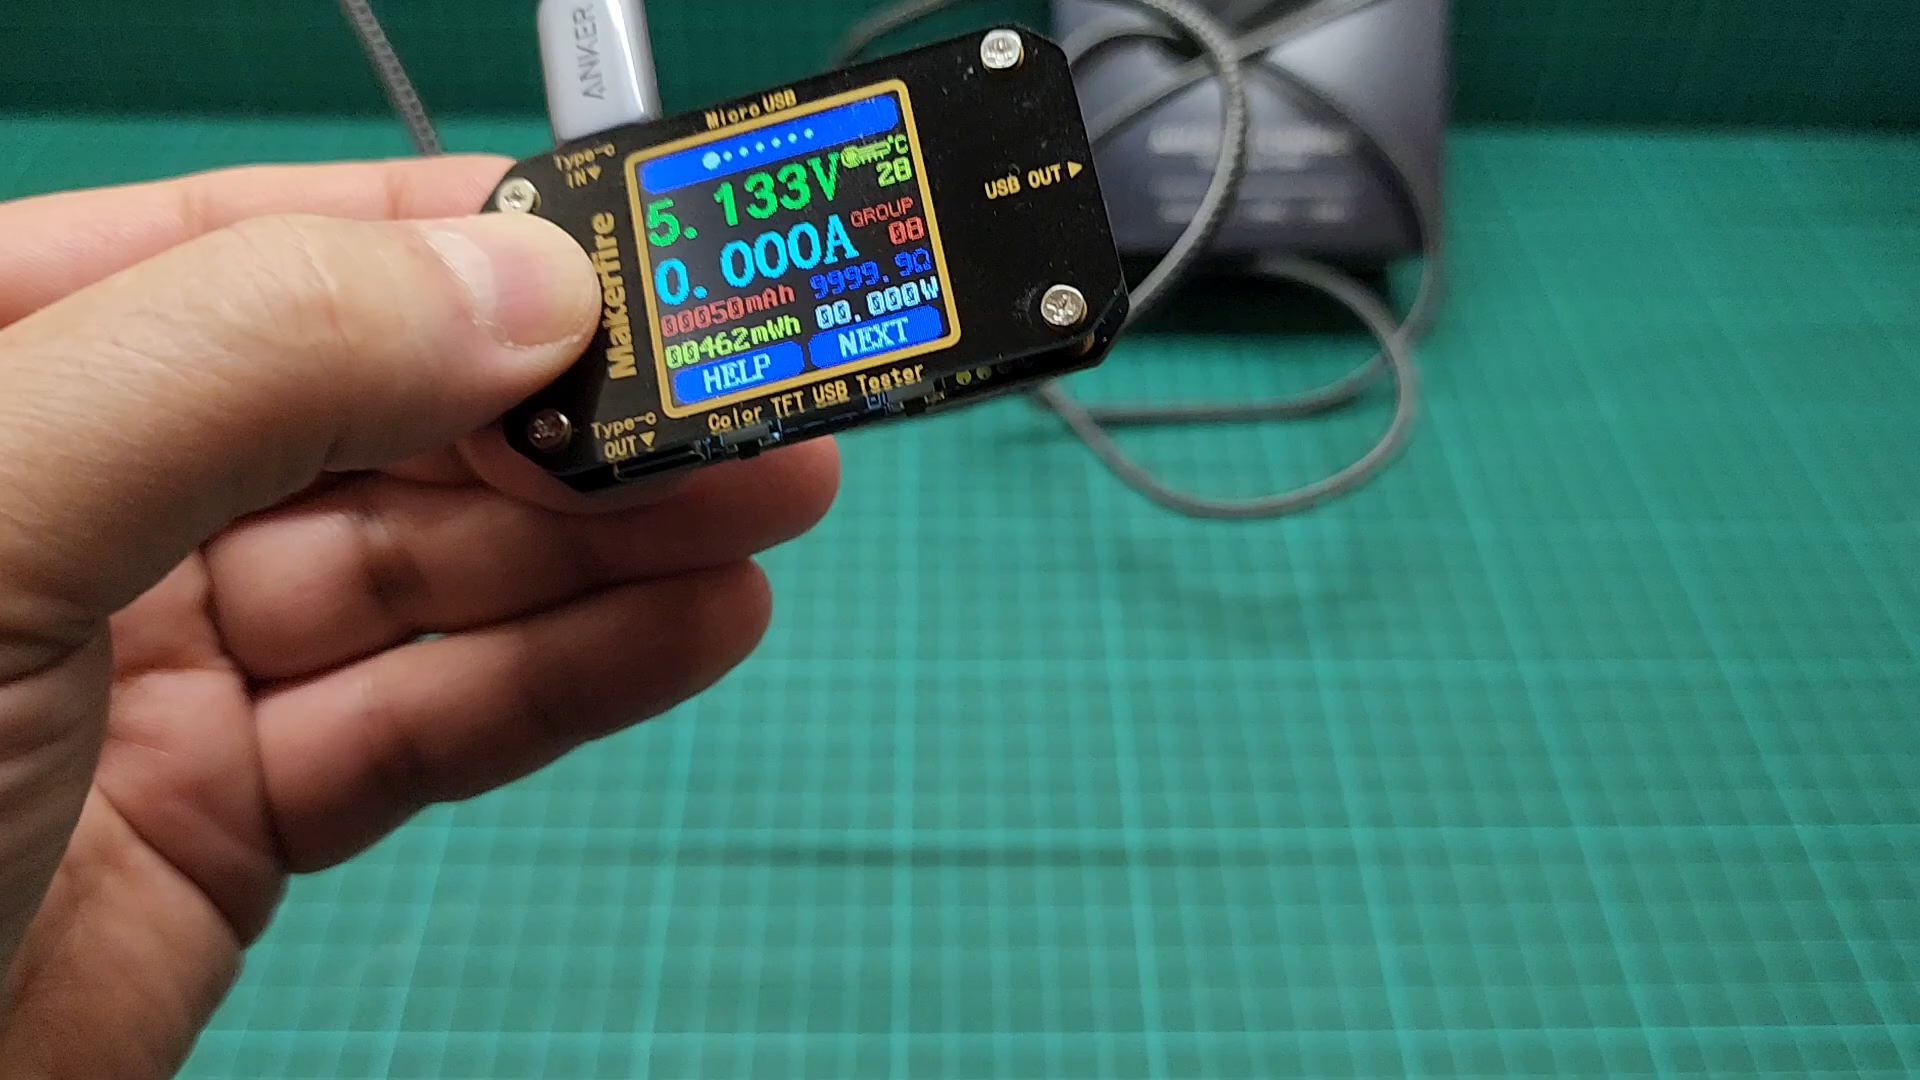 ANKER
Micro USB
Type-c
IN
5.133V
°C
28
GROUP
08
0.000A
9999.9Ω
00050mAh
00.000W
00462mWh
HELP
NEXT
USB OUT
Makerfire
Type-c
OUT
Color TFT USB Tester